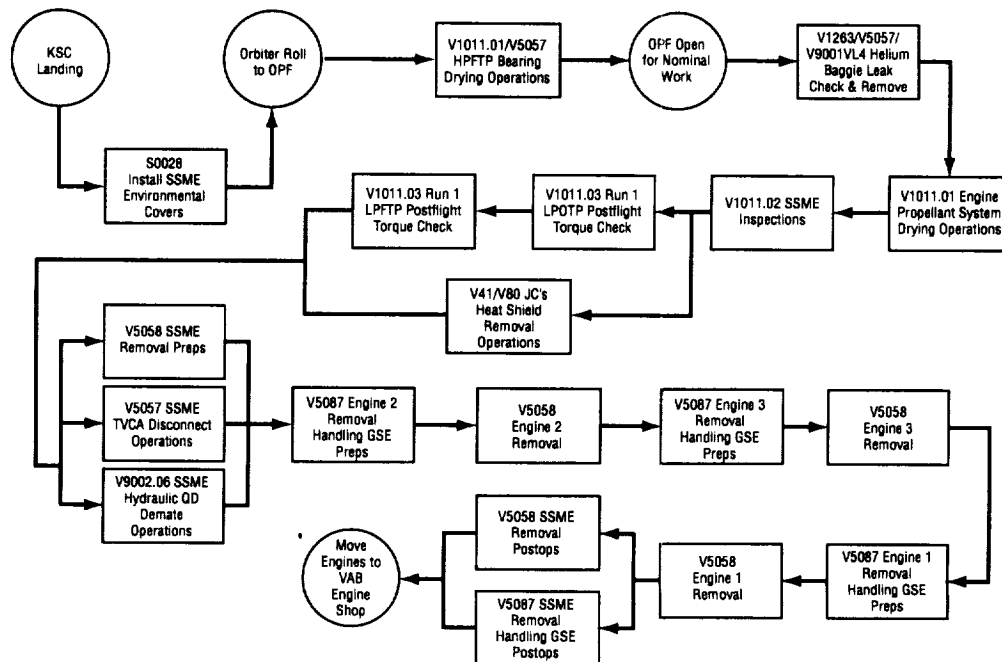 KSC
Landing
Orbiter Roll
to OPF
V1011.01/V5057
HPFTP Bearing
Drying Operations
OPF Open
for Nominal
Work
V1263/V5057/
V9001VL4 Helium
Baggie Leak
Check & Remove
S0028
Install SSME
Environmental
Covers
V1011.03 Run 1
LPFTP Postflight
Torque Check
V1011.03 Run 1
LPOTP Postflight
Torque Check
V1011.02 SSME
Inspections
V1011.01 Engine
Propellant System
Drying Operations
V41/V80 JC's
Heat Shield
Removal
Operations
V5058 SSME
Removal Preps
V5057 SSME
TVCA Disconnect
Operations
V9002.06 SSME
Hydraulic QD
Demate
Operations
V5087 Engine 2
Removal
Handling GSE
Preps
V5058
Engine 2
Removal
V5087 Engine 3
Removal
Handling GSE
Preps
V5058
Engine 3
Removal
Move
Engines to
VAB
Engine
Shop
V5058 SSME
Removal
Postops
V5087 SSME
Removal
Handling GSE
Postops
V5058
Engine 1
Removal
V5087 Engine 1
Removal
Handling GSE
Preps